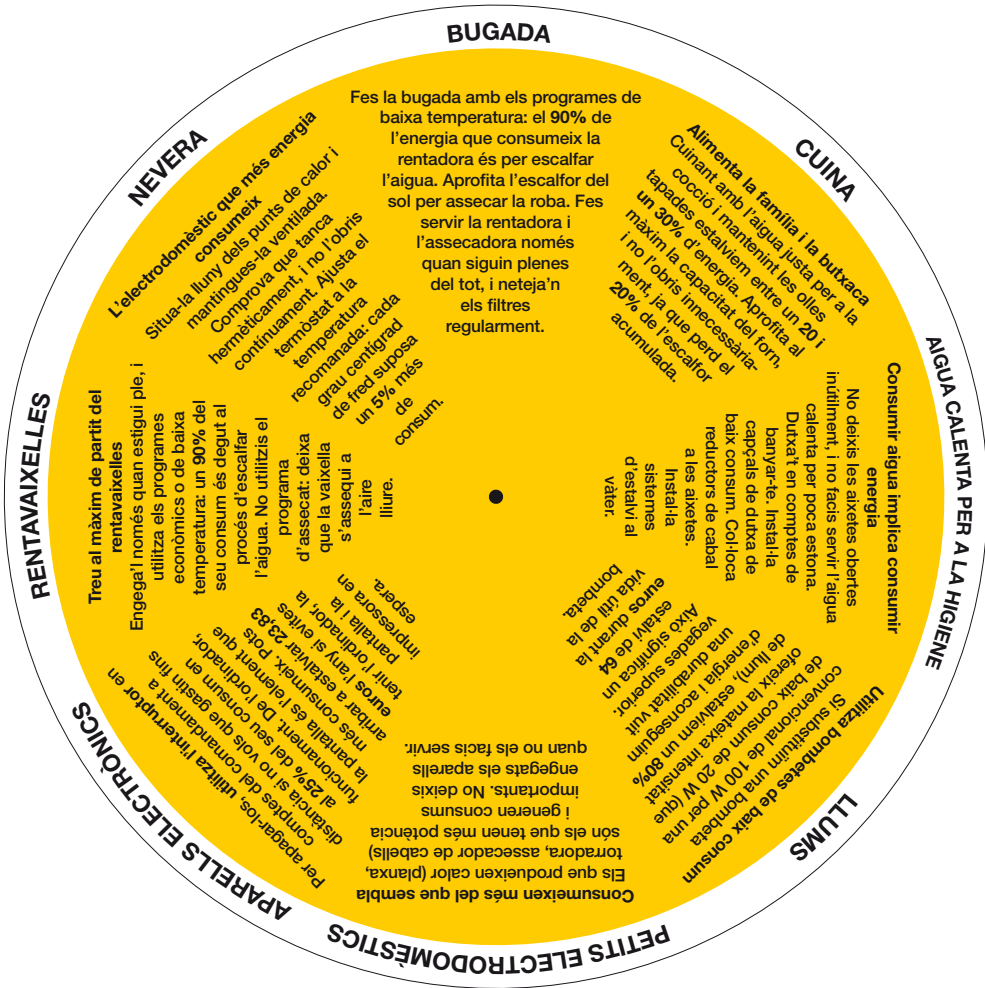 BUGADA
Fes la bugada amb els programes de
baixa temperatura: el 90% de
l’energia que consumeix la
rentadora és per escalfar
l’aigua. Aprofita l’escalfor del
sol per assecar la roba. Fes
servir la rentadora i
l’assecadora només
quan siguin plenes
del tot, i neteja’n
els filtres
regularment.
CUINA
Alimenta la família i la butxaca
Cuinant amb l’aigua justa per a la
cocció i mantenint les olles
tapades estalviem entre un 20 i
un 30% d’energia. Aprofita al
màxim la capacitat del forn,
i no l’obris innecessària-
ment, ja que perd el
20% de l’escalfor
acumulada.
AIGUA CALENTA PER A LA HIGIENE
Consumir aigua implica consumir
energia
No deixis les aixetes obertes
inútilment, i no facis servir l’aigua
calenta per poca estona.
Dutxa’t en comptes de
banyar-te. Instal·la
capçals de dutxa de
baix consum. Col·loca
reductors de cabal
a les aixetes.
Instal·la
sistemes
d’estalvi al
vàter.
LLUMS
Utilitza bombetes de baix consum
Si substituïm una bombeta
convencional de 100 W per una
de baix consum de 20 W (que
ofereix la mateixa intensitat
de llum), estalviem un 80%
d’energia i aconseguim
una durabilitat vuit
vegades superior.
Això significa un
estalvi de 64
euros durant la
vida útil de la
bombeta.
PETITS ELECTRODOMÈSTICS
Consumeixen més del que sembla
Els que produeixen calor (planxa,
torradora, assecador de cabells)
són els que tenen més potència
i generen consums
importants. No deixis
engegats els aparells
quan no els facis servir.
APARELLS ELECTRÒNICS
Per apagar-los, utilitza l’interruptor en
comptes del comandament a
distància si no vols que gastin fins
al 25% del seu consum en
funcionament. De l’ordinador,
la pantalla és l’element que
més consumeix. Pots
arribar a estalviar 23,83
euros l’any si evites
tenir l’ordinador, la
pantalla i la
impressora en
espera.
RENTAVAIXELLES
Treu al màxim de partit del
rentavaixelles
Engega’l només quan estigui ple, i
utilitza els programes
econòmics o de baixa
temperatura: un 90% del
seu consum és degut al
procés d’escalfar
l’aigua. No utilitzis el
programa
d’assecat: deixa
que la vaixella
s’assequi a
l’aire
lliure.
NEVERA
L’electrodomèstic que més energia
consumeix
Situa-la lluny dels punts de calor i
mantingues-la ventilada.
Comprova que tanca
hermèticament, i no l’obris
contínuament. Ajusta el
termòstat a la
temperatura
recomanada: cada
grau centígrad
de fred suposa
un 5% més
de
consum.